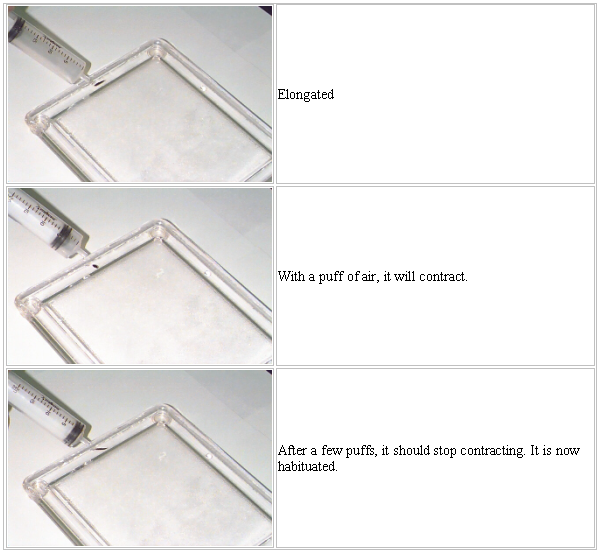 Elongated
With a puff of air, it will contract.
After a few puffs, it should stop contracting. It is now
habituated.